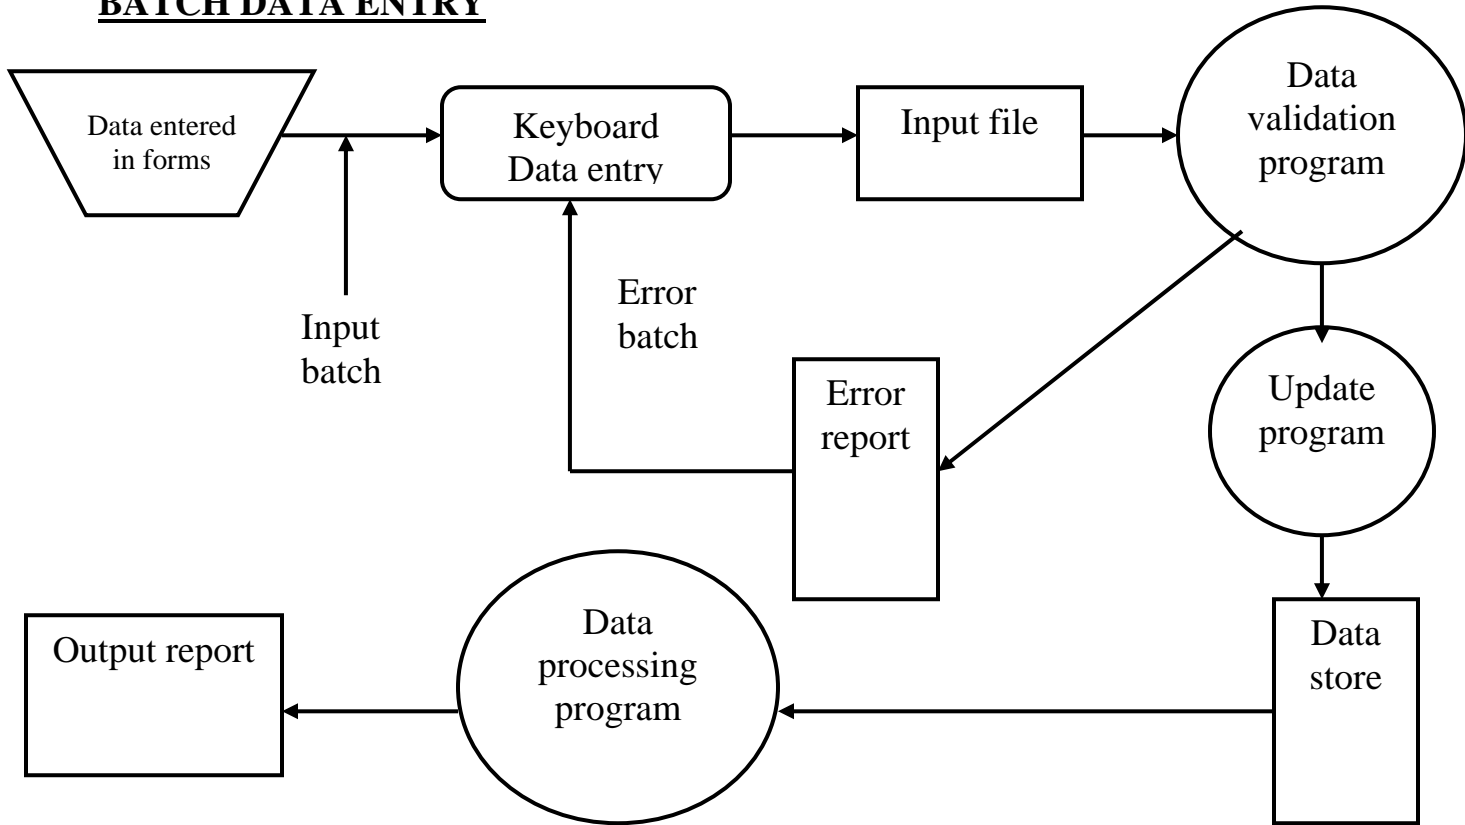 BATCH DATA ENTRY
Data entered
in forms
Keyboard
Data entry
Input file
Data
validation
program
Input
batch
Error
batch
Error
report
Update
program
Output report
Data
processing
program
Data
store